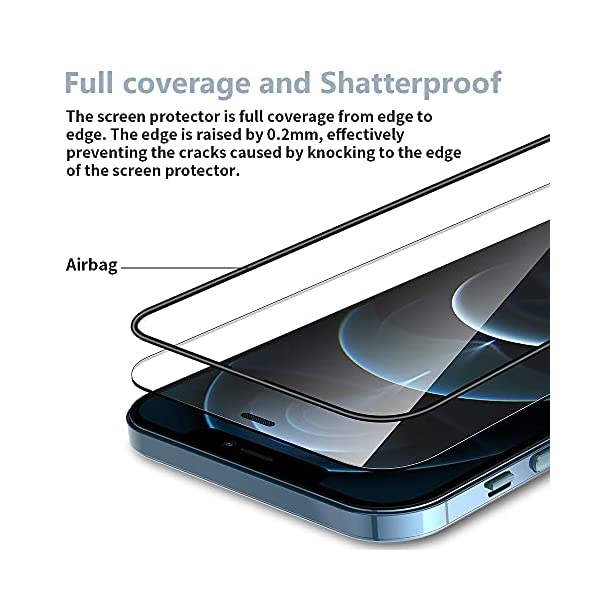 Full coverage and Shatterproof
The screen protector is full coverage from edge to
edge. The edge is raised by 0.2mm, effectively
preventing the cracks caused by knocking to the edge
of the screen protector.
Airbag